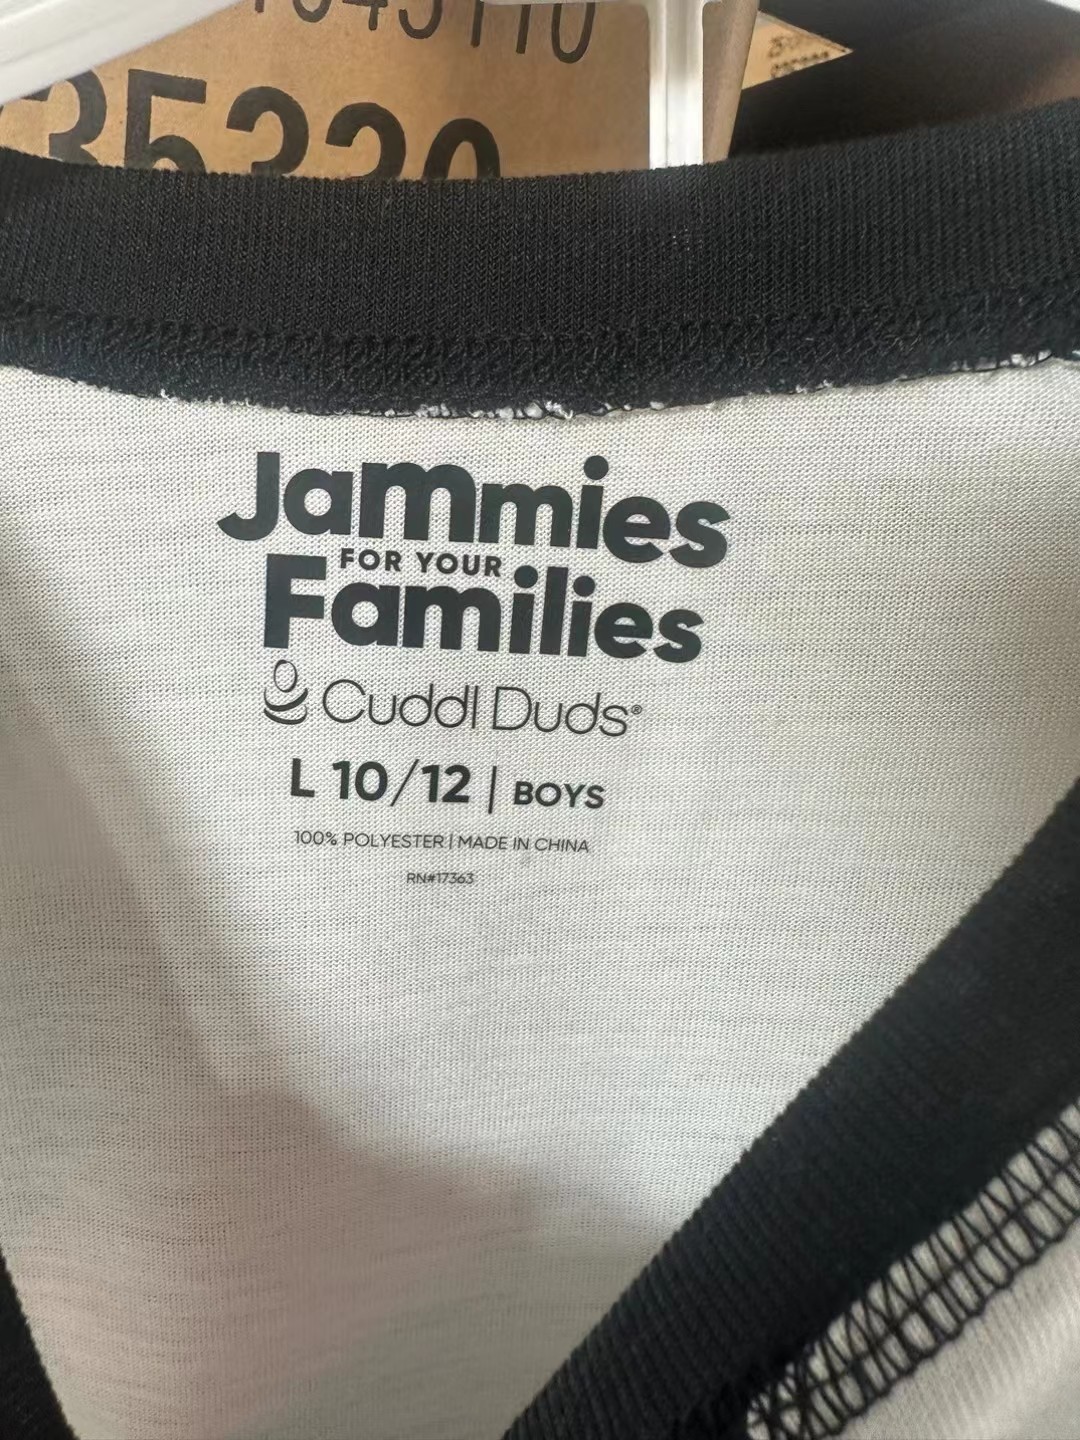 Jammies
FOR YOUR
Families
Cuddl Duds®
L 10/12 | BOYS
100% POLYESTER | MADE IN CHINA
RN#17363